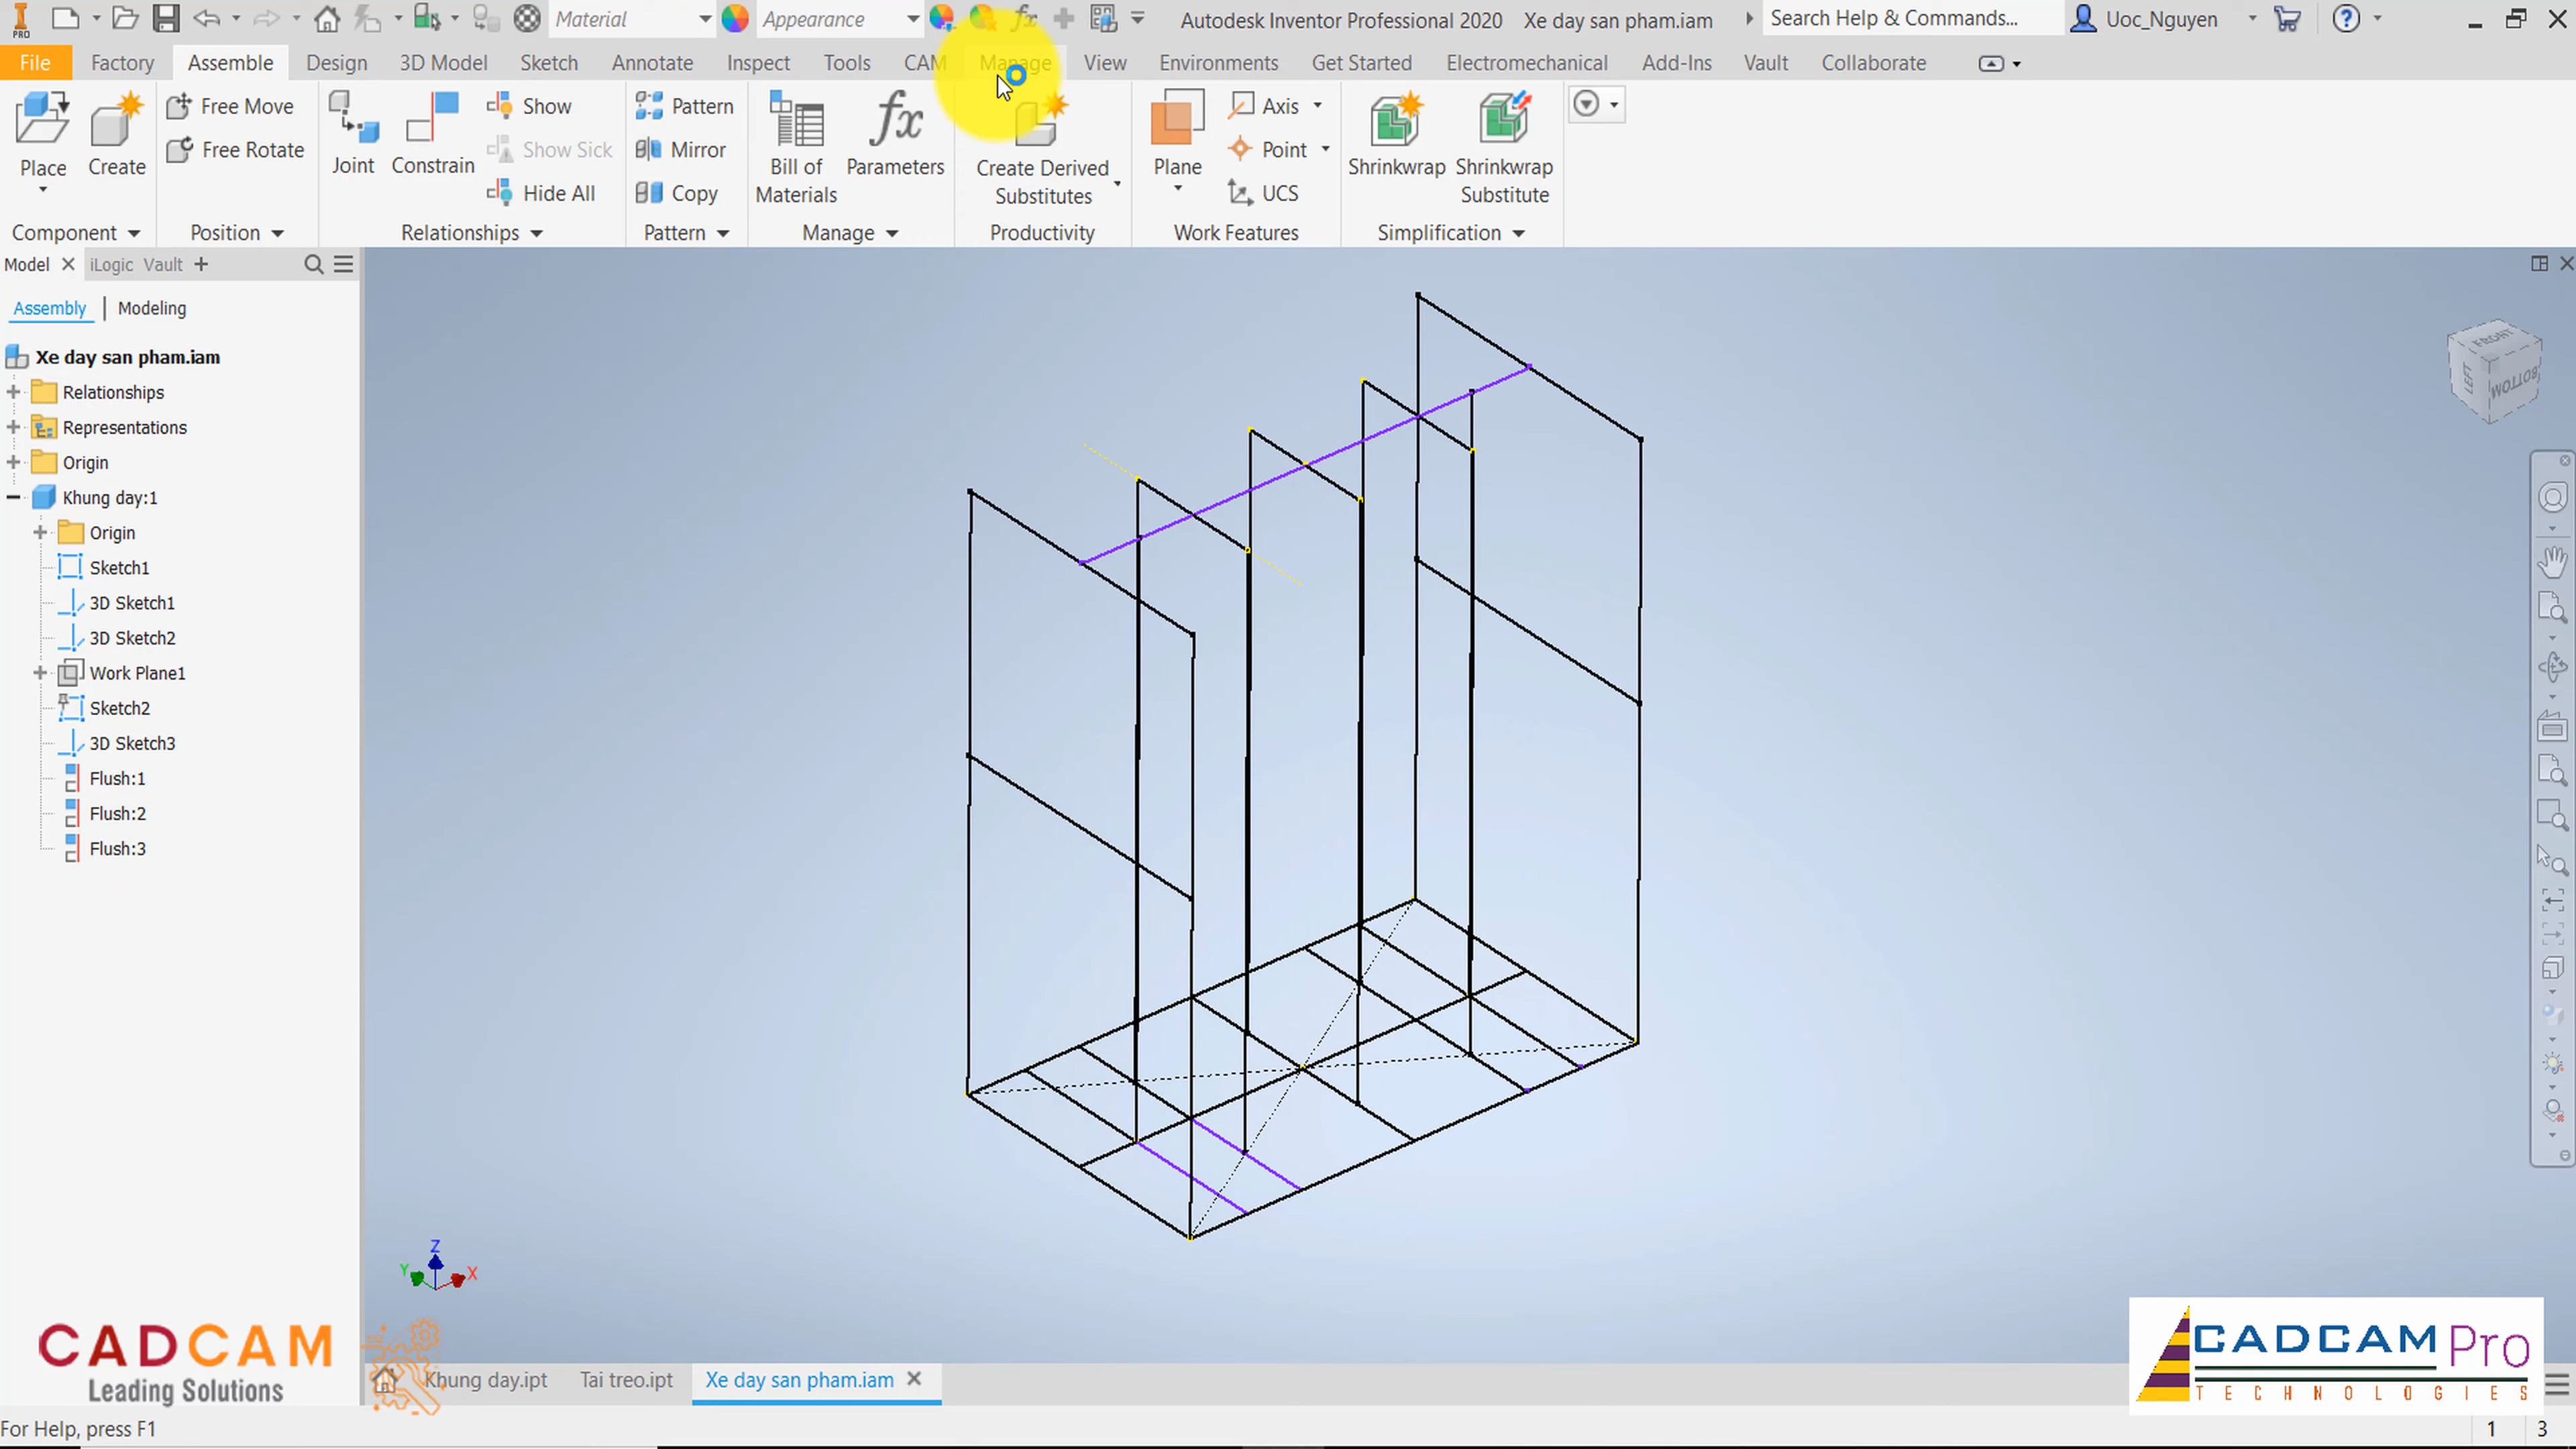 PRO
Material
Appearance
Autodesk Inventor Professional 2020 Xe day san pham.iam
Search Help & Commands...
Uoc_Nguyen
File Factory Assemble Design 3D Model Sketch Annotate Inspect Tools CAM Manage View Environments Get Started Electromechanical Add-Ins Vault Collaborate
Place
Create
Free Move
Free Rotate
Joint
Constrain
Show
Show Sick
Hide All
Pattern
Mirror
Copy
Bill of
Materials
fx
Parameters
Create Derived
Substitutes
Plane
Axis
Point
UCS
Shrinkwrap
Shrinkwrap
Substitute
Component Position Relationships Pattern Manage Productivity Work Features Simplification
Model iLogic Vault
Assembly Modeling
Xe day san pham.iam
Relationships
Representations
Origin
Khung day:1
Origin
Sketch1
3D Sketch1
3D Sketch2
Work Plane1
Sketch2
3D Sketch3
Flush:1
Flush:2
Flush:3
FRONT
LEFT
BOTTOM
Z
Y
X
CADCAM
Leading Solutions
Khung day.ipt Tai treo.ipt Xe day san pham.iam
CADCAM Pro
TECHNOLOGIES
For Help, press F1
1 3